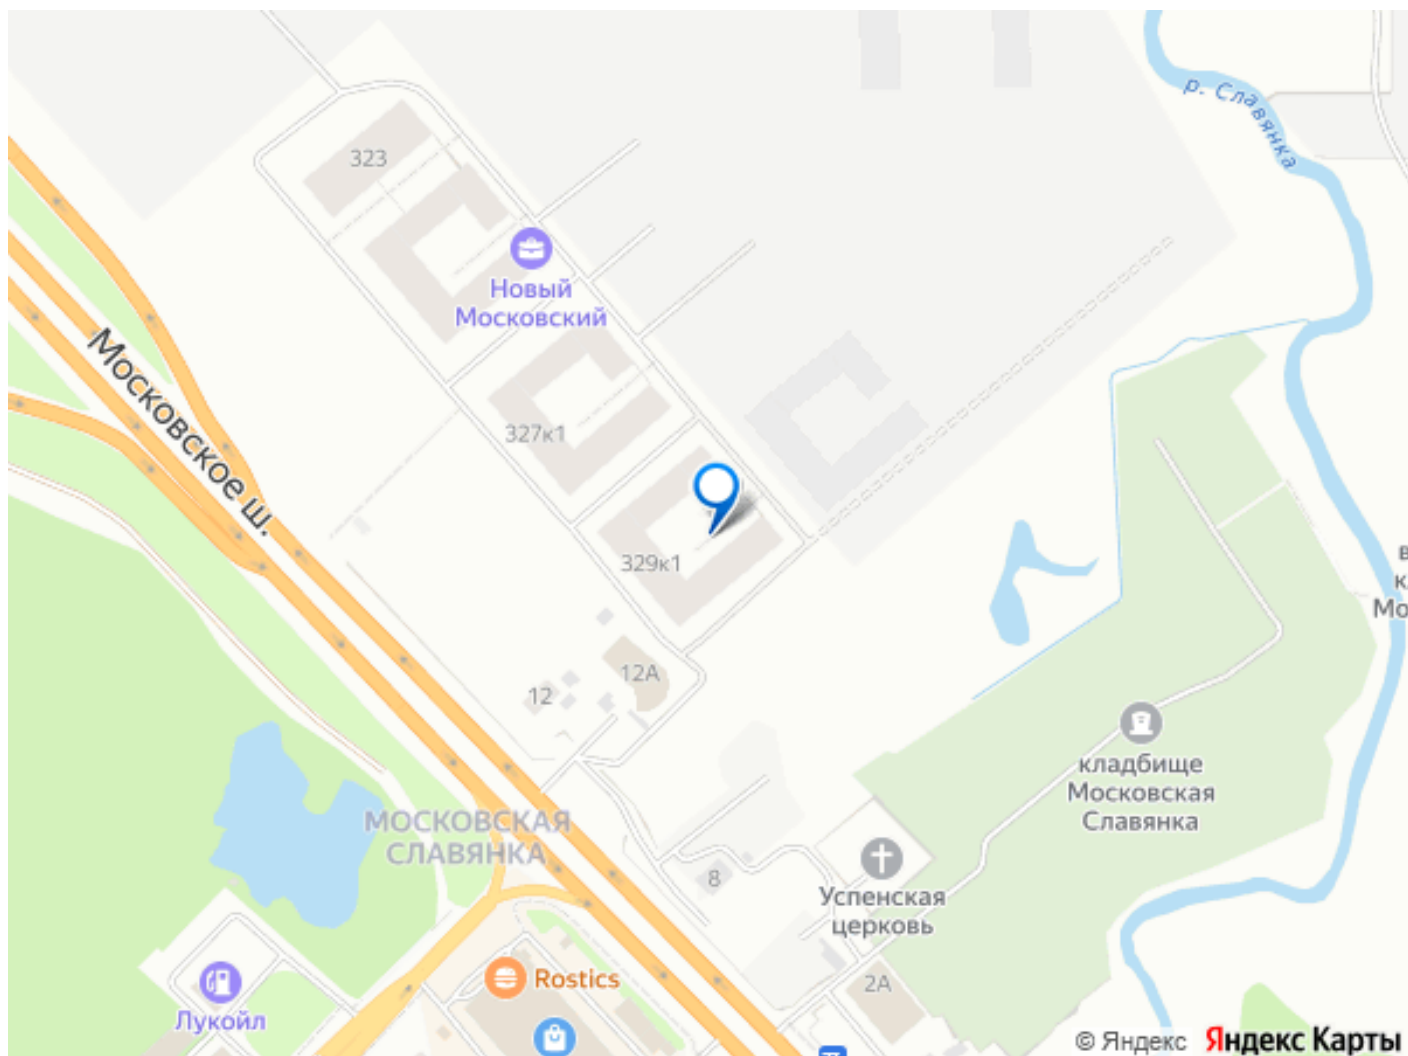 р. Славянка
323
Новый
Московский
Московское ш.
327к1
329к1
12А
12
кладбище
Московская
Славянка
МОСКОВСКАЯ
СЛАВЯНКА
8
Успенская
церковь
Rostics
2А
Лукойл
© Яндекс Яндекс Карты